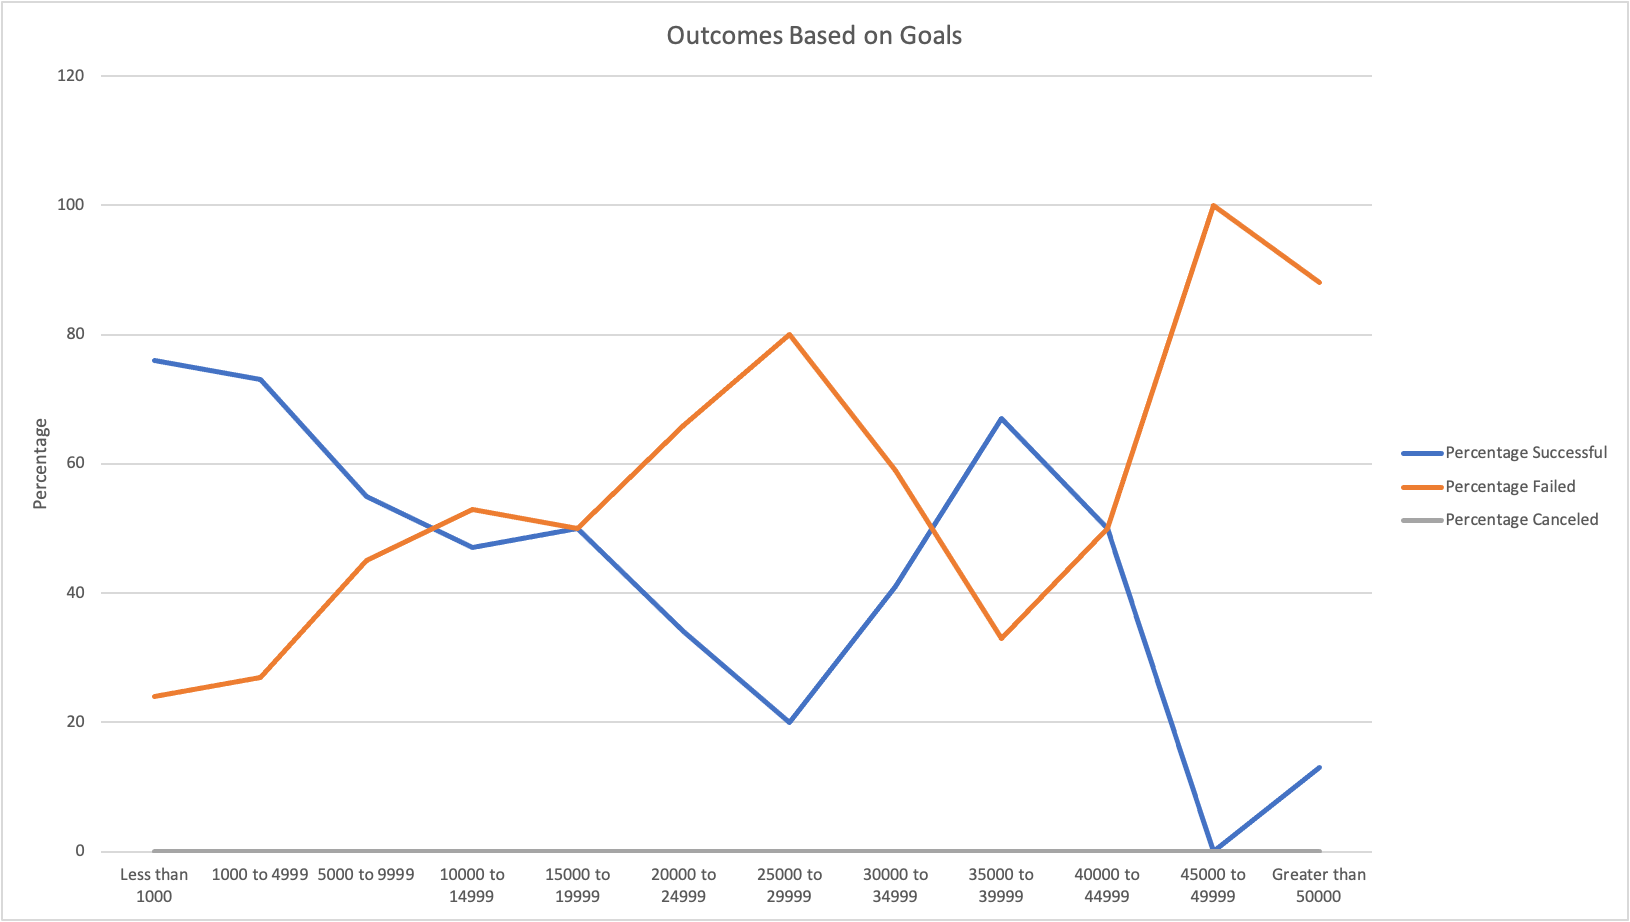 Outcomes Based on Goals
120
100
80
60
40
20
0
Percentage
Less than
1000
1000 to 4999
5000 to 9999
10000 to
14999
15000 to
19999
20000 to
24999
25000 to
29999
30000 to
34999
35000 to
39999
40000 to
44999
45000 to
49999
Greater than
50000
Percentage Successful
Percentage Failed
Percentage Canceled